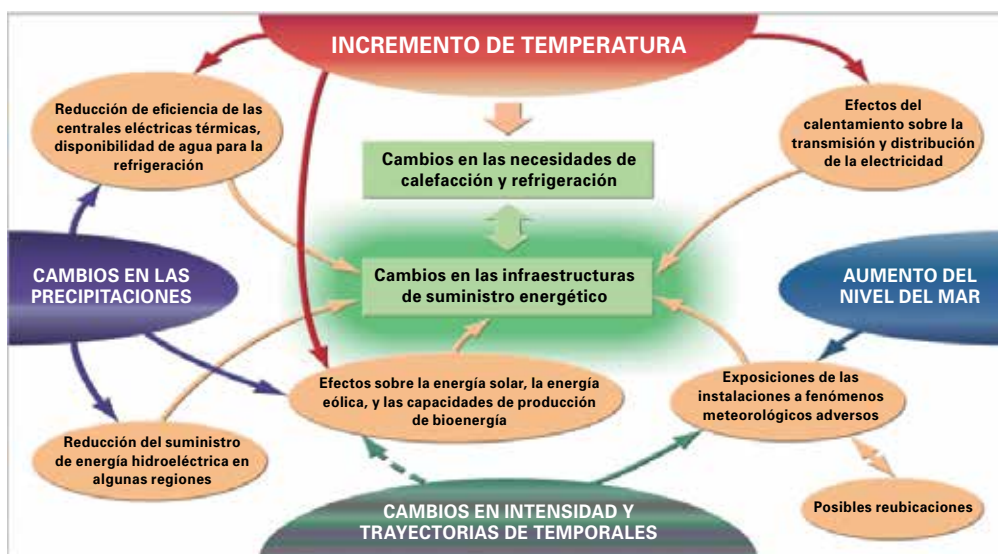 INCREMENTO DE TEMPERATURA
Reducción de eficiencia de las
centrales eléctricas térmicas,
disponibilidad de agua para la
refrigeración
Efectos del
calentamiento sobre la
transmisión y distribución
de la electricidad
Cambios en las necesidades de
calefacción y refrigeración
CAMBIOS EN LAS
PRECIPITACIONES
Cambios en las infraestructuras
de suministro energético
AUMENTO DEL
NIVEL DEL MAR
Efectos sobre la energía solar, la energía
eólica, y las capacidades de producción
de bioenergía
Exposiciones de las
instalaciones a fenómenos
meteorológicos adversos
Reducción del suministro
de energía hidroeléctrica en
algunas regiones
CAMBIOS EN INTENSIDAD Y
TRAYECTORIAS DE TEMPORALES
Posibles reubicaciones